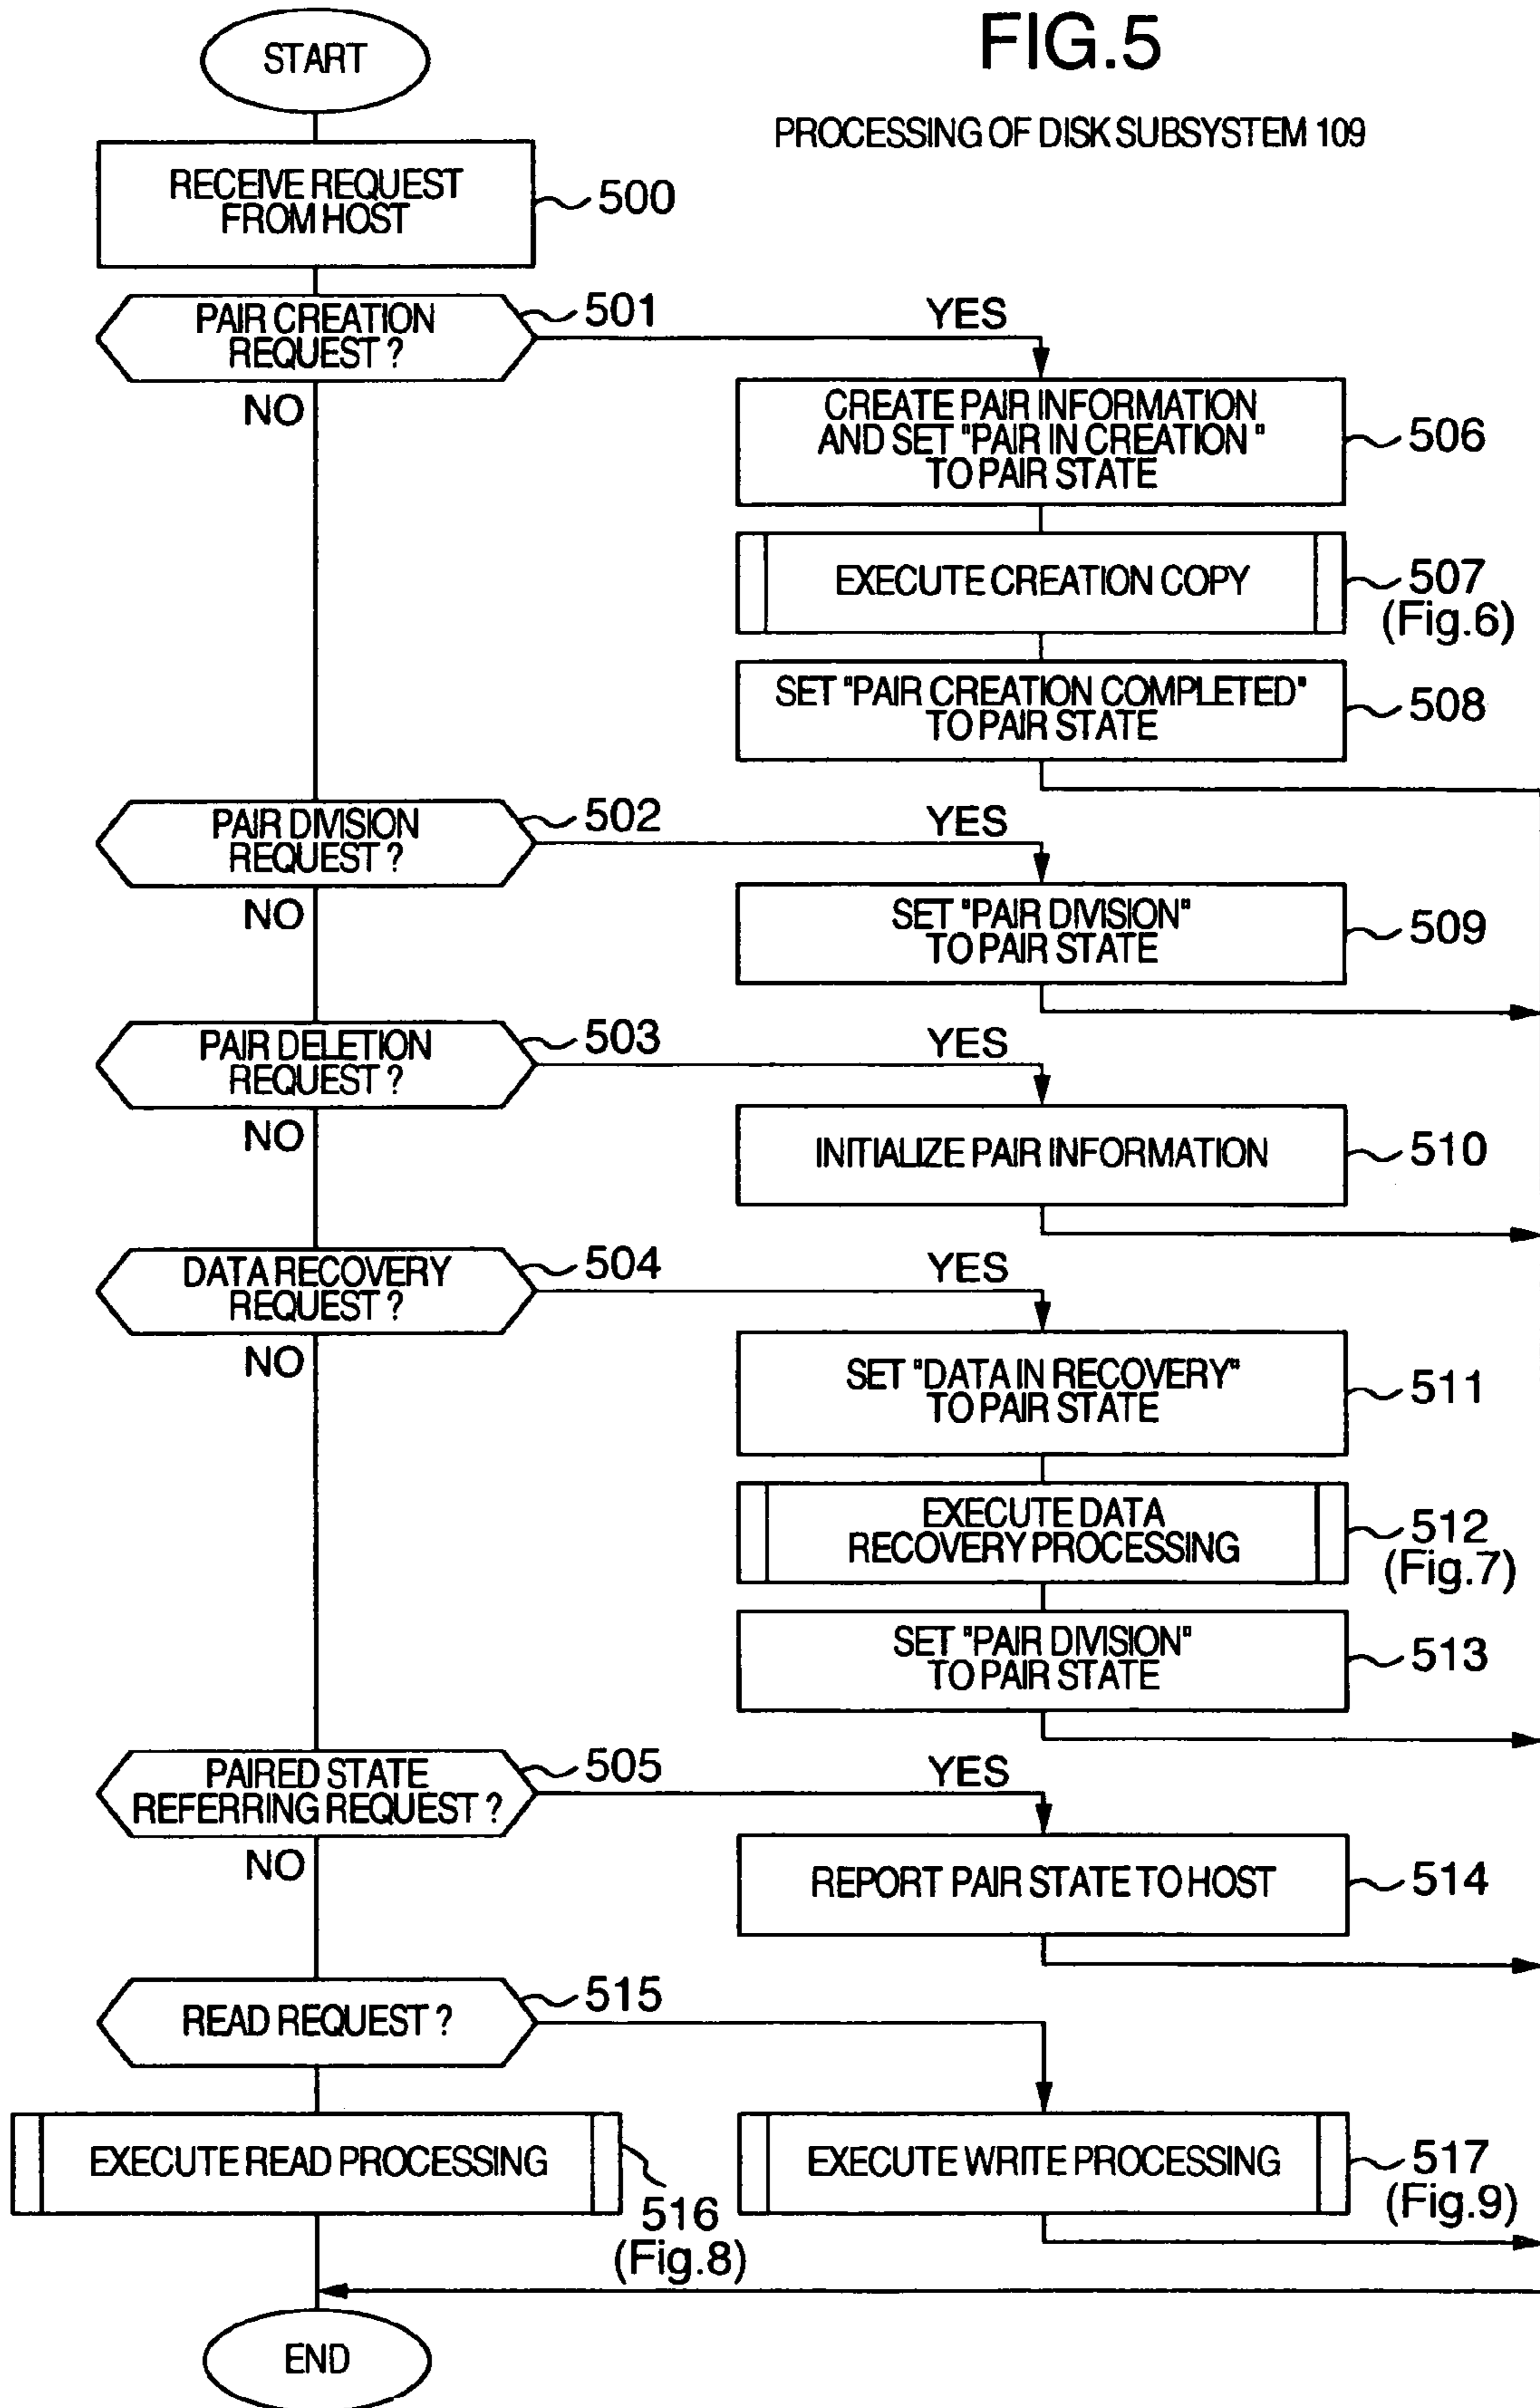 FIG.5
PROCESSING OF DISK SUBSYSTEM 109
START
RECEIVE REQUEST
FROM HOST
500
PAIR CREATION
REQUEST ?
501
YES
NO
CREATE PAIR INFORMATION
AND SET "PAIR IN CREATION"
TO PAIR STATE
506
EXECUTE CREATION COPY
507
(Fig.6)
SET "PAIR CREATION COMPLETED"
TO PAIR STATE
508
PAIR DIVISION
REQUEST ?
502
YES
NO
SET "PAIR DIVISION"
TO PAIR STATE
509
PAIR DELETION
REQUEST ?
503
YES
NO
INITIALIZE PAIR INFORMATION
510
DATA RECOVERY
REQUEST ?
504
YES
NO
SET "DATA IN RECOVERY"
TO PAIR STATE
511
EXECUTE DATA
RECOVERY PROCESSING
512
(Fig.7)
SET "PAIR DIVISION"
TO PAIR STATE
513
PAIRED STATE
REFERRING REQUEST ?
505
YES
NO
REPORT PAIR STATE TO HOST
514
READ REQUEST ?
515
EXECUTE READ PROCESSING
516
(Fig.8)
EXECUTE WRITE PROCESSING
517
(Fig.9)
END